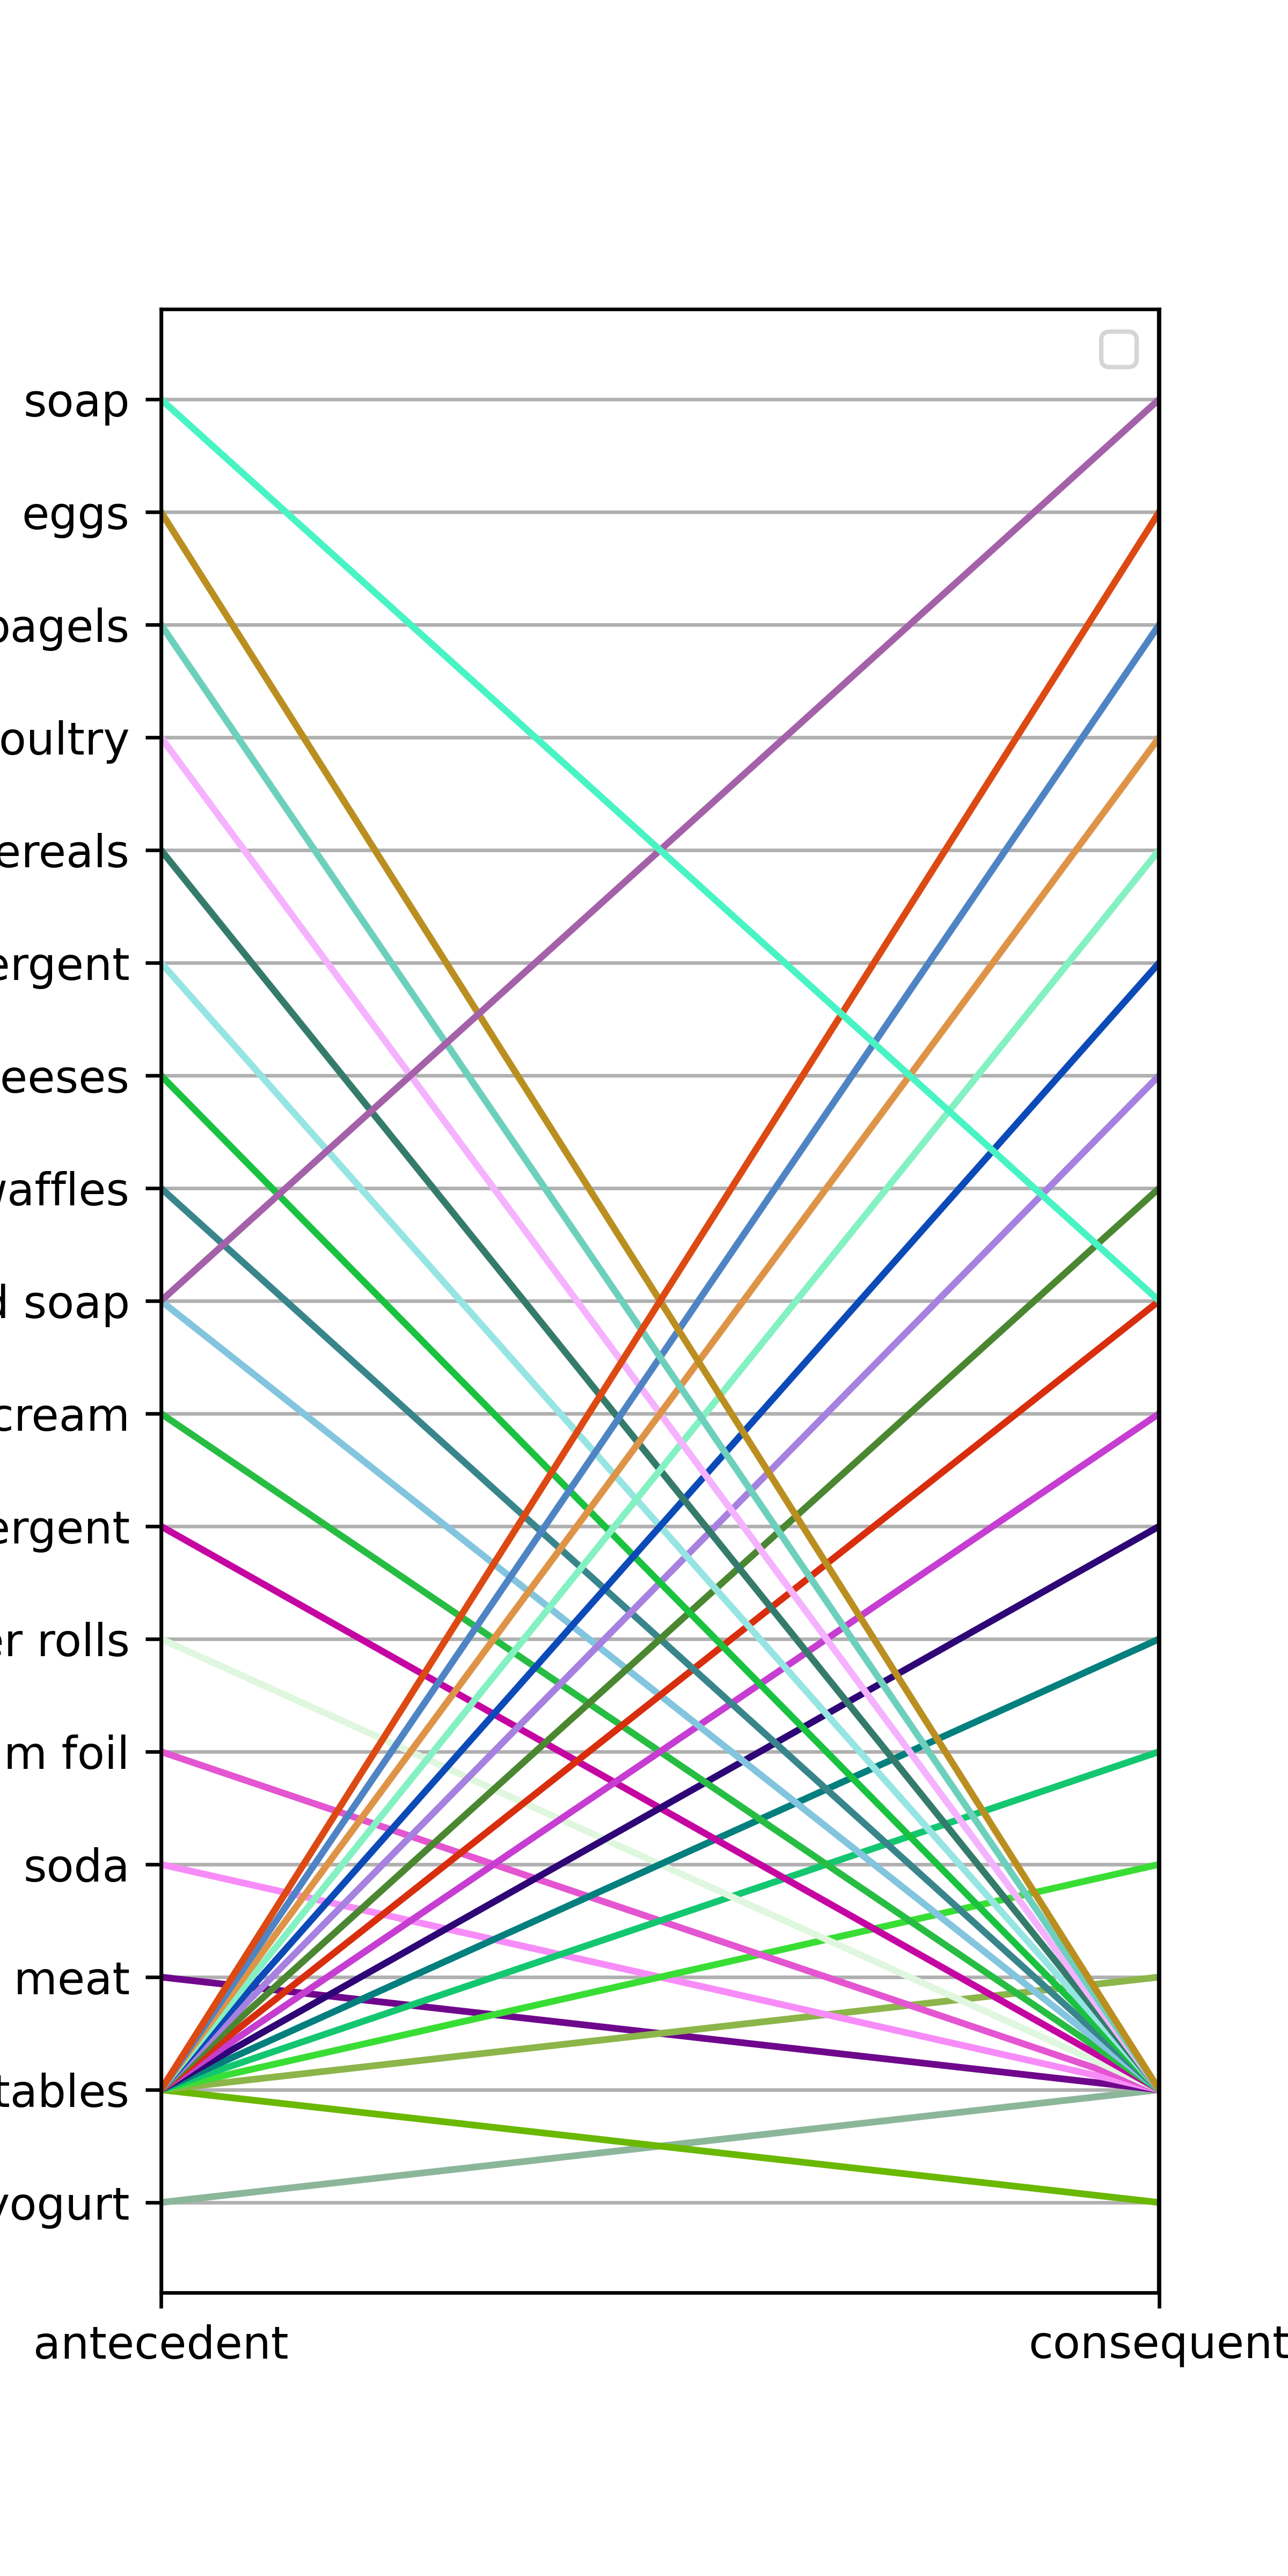 soap
eggs
bagels
oultry
ereals
ergent
eeses
waffles
d soap
cream
ergent
er rolls
m foil
soda
meat
tables
yogurt
antecedent
consequent